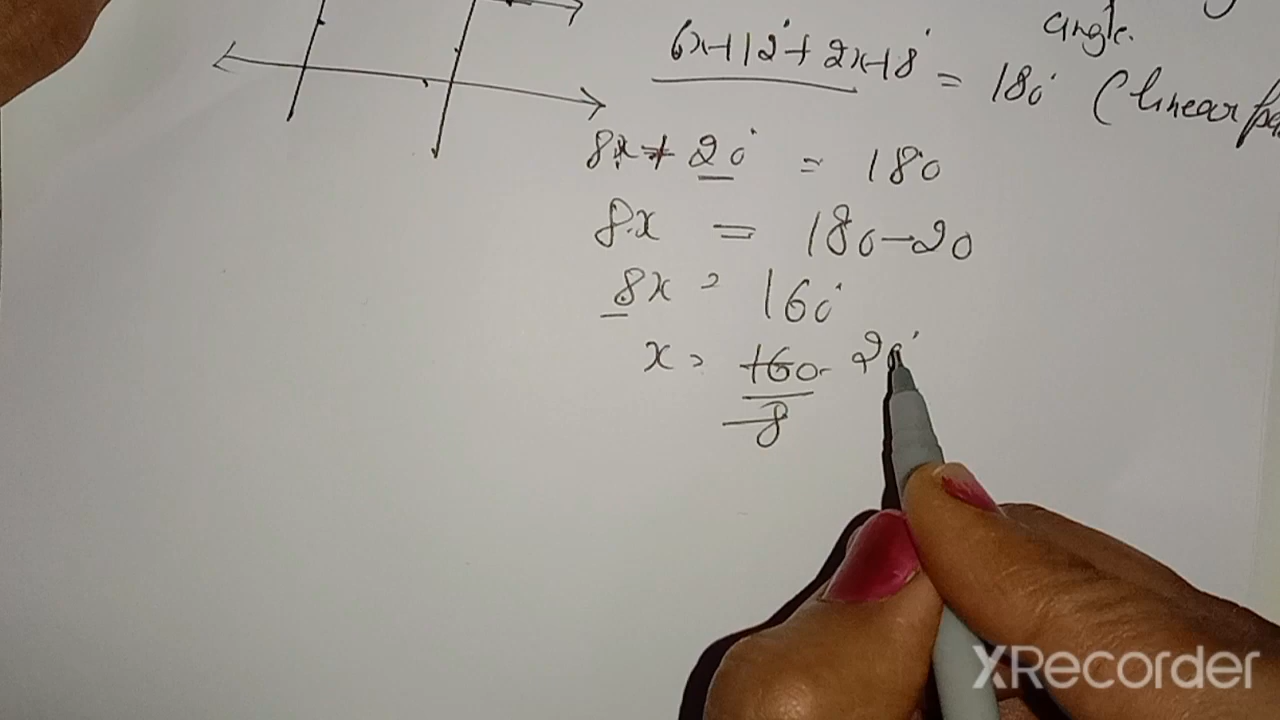 angle.
6x+12°+2x+8° = 180° (linear
8x+20° = 180
8x = 180-20
8x = 160°
x = 160/8 20°
XRecorder